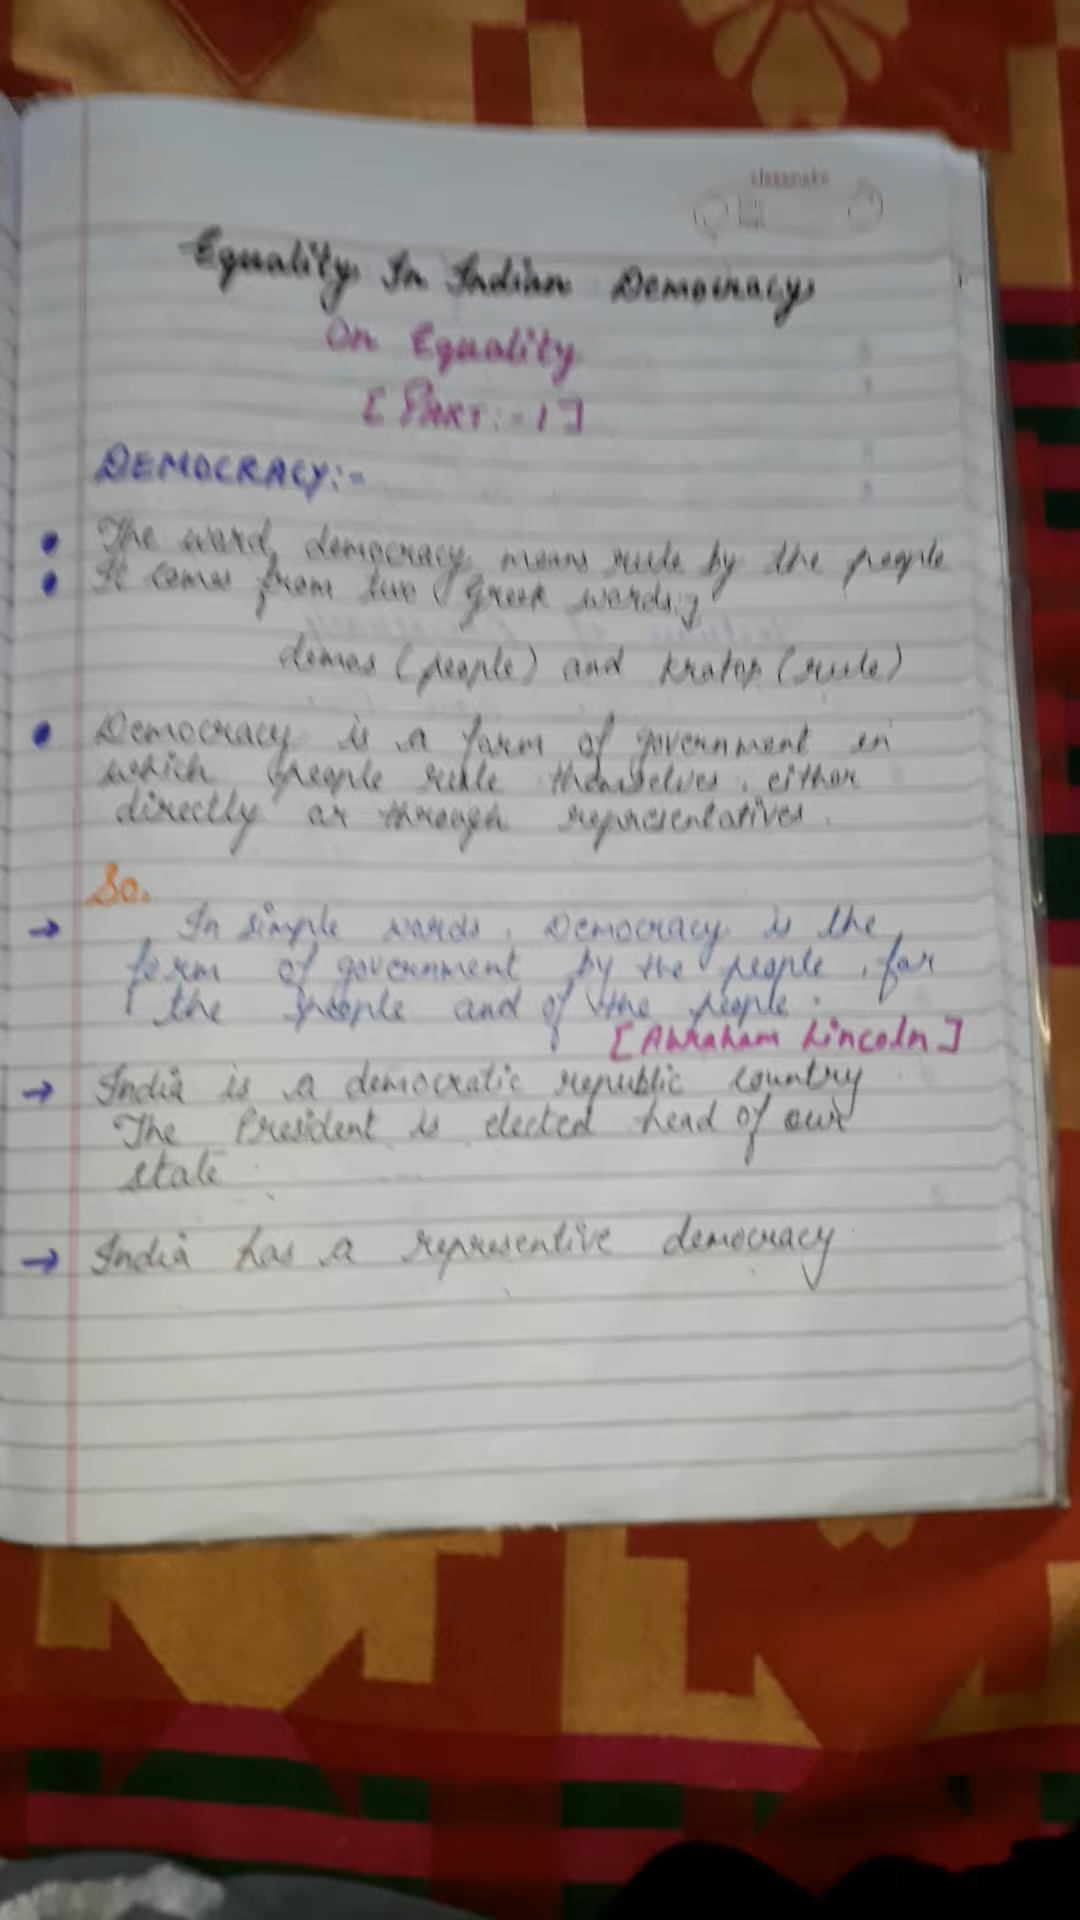 classmate
Equality In Indian Democracy
On Equality
[PART:-1]
DEMOCRACY:-
The word democracy means rule by the people
It comes from two Greek words;
demos (people) and Kratos (rule)
Democracy is a form of government in
which people rule themselves, either
directly or through representatives.
So.
In simple words, Democracy is the
form of government by the people, for
the people and of the people.
[Abraham Lincoln]
India is a democratic republic country
The President is elected head of our
state
India has a representive democracy